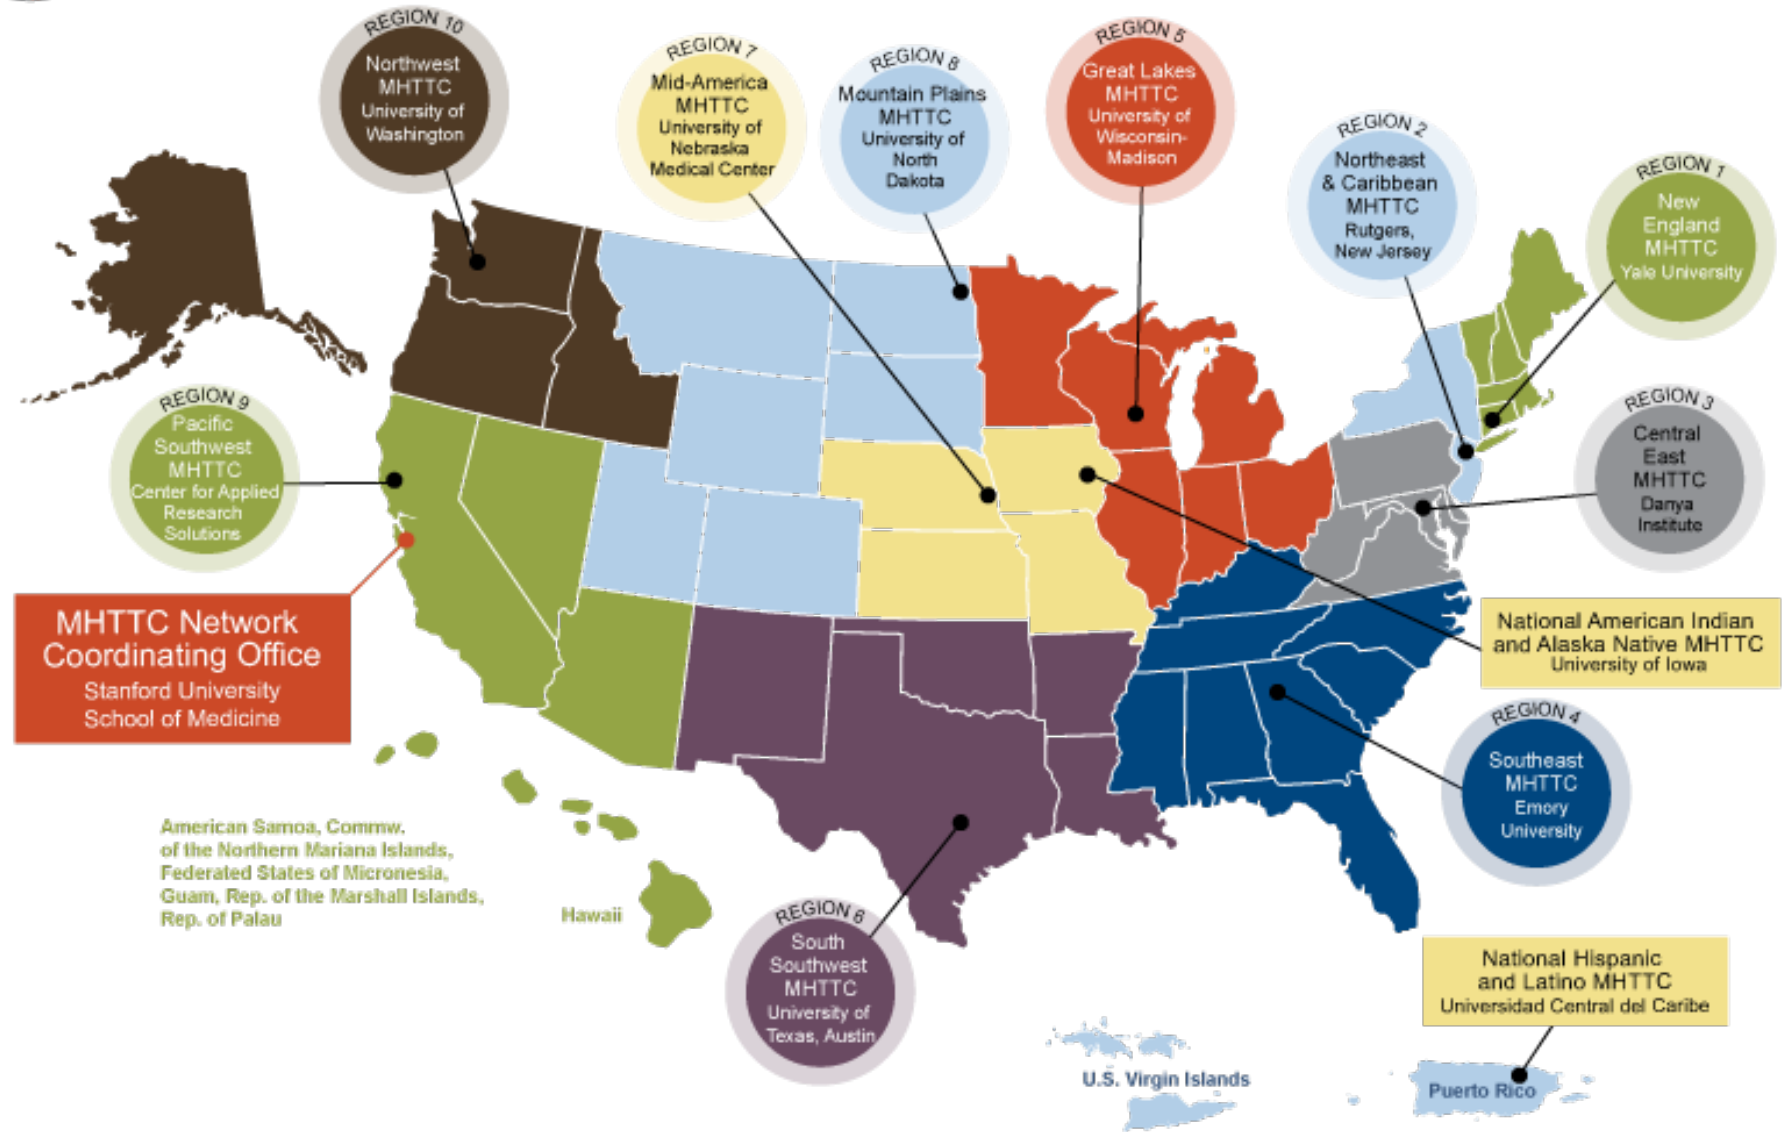 REGION 10
Northwest
MHTTC
University of
Washington
REGION 7
Mid-America
MHTTC
University of
Nebraska
Medical Center
REGION 8
Mountain Plains
MHTTC
University of
North
Dakota
REGION 5
Great Lakes
MHTTC
University of
Wisconsin-
Madison
REGION 2
Northeast
& Caribbean
MHTTC
Rutgers,
New Jersey
REGION 1
New
England
MHTTC
Yale University
REGION 9
Pacific
Southwest
MHTTC
Center for Applied
Research
Solutions
REGION 3
Central
East
MHTTC
Danya
Institute
MHTTC Network
Coordinating Office
Stanford University
School of Medicine
National American Indian
and Alaska Native MHTTC
University of Iowa
REGION 4
Southeast
MHTTC
Emory
University
American Samoa, Commw.
of the Northern Mariana Islands,
Federated States of Micronesia,
Guam, Rep. of the Marshall Islands,
Rep. of Palau
Hawaii
REGION 6
South
Southwest
MHTTC
University of
Texas, Austin
National Hispanic
and Latino MHTTC
Universidad Central del Caribe
U.S. Virgin Islands
Puerto Rico